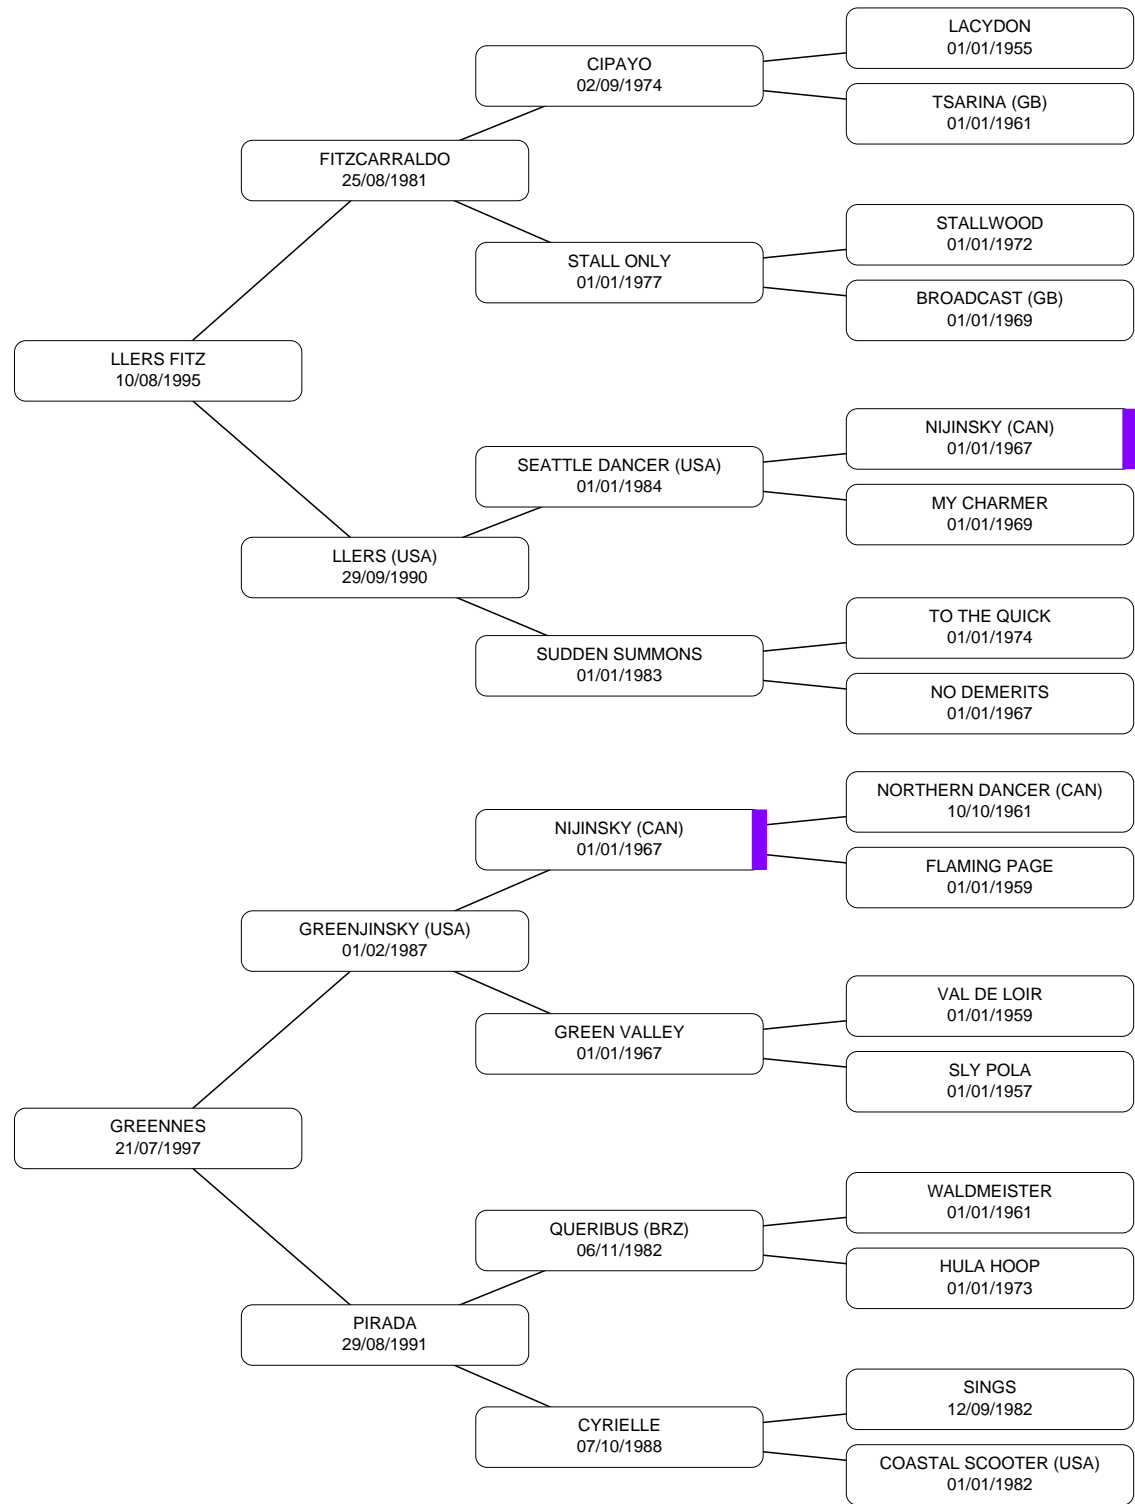 LACYDON
01/01/1955
CIPAYO
02/09/1974
TSARINA (GB)
01/01/1961
FITZCARRALDO
25/08/1981
STALLWOOD
01/01/1972
STALL ONLY
01/01/1977
BROADCAST (GB)
01/01/1969
LLERS FITZ
10/08/1995
NIJINSKY (CAN)
01/01/1967
SEATTLE DANCER (USA)
01/01/1984
MY CHARMER
01/01/1969
LLERS (USA)
29/09/1990
TO THE QUICK
01/01/1974
SUDDEN SUMMONS
01/01/1983
NO DEMERITS
01/01/1967
NORTHERN DANCER (CAN)
10/10/1961
NIJINSKY (CAN)
01/01/1967
FLAMING PAGE
01/01/1959
GREENJINSKY (USA)
01/02/1987
VAL DE LOIR
01/01/1959
GREEN VALLEY
01/01/1967
SLY POLA
01/01/1957
GREENNES
21/07/1997
WALDMEISTER
01/01/1961
QUERIBUS (BRZ)
06/11/1982
HULA HOOP
01/01/1973
PIRADA
29/08/1991
SINGS
12/09/1982
CYRIELLE
07/10/1988
COASTAL SCOOTER (USA)
01/01/1982